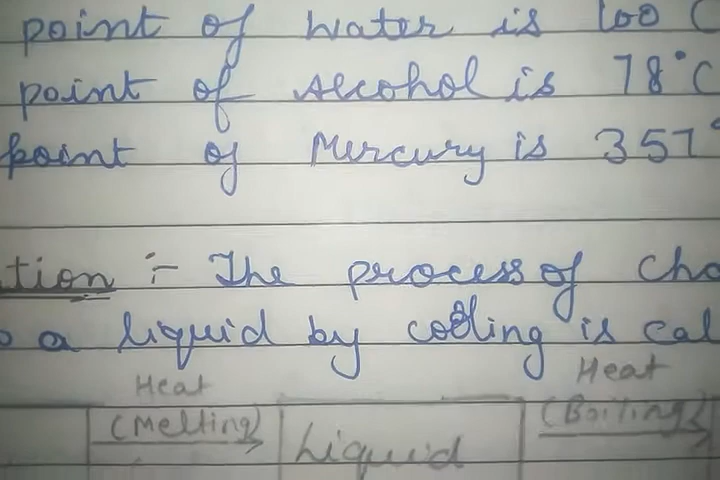 point of water is 100 C
point of Alcohol is 78°C
point of Mercury is 357°
tion :- The process of cha
o a liquid by cooling is cal
Heat Heat
(Melting) Liquid (Boiling)